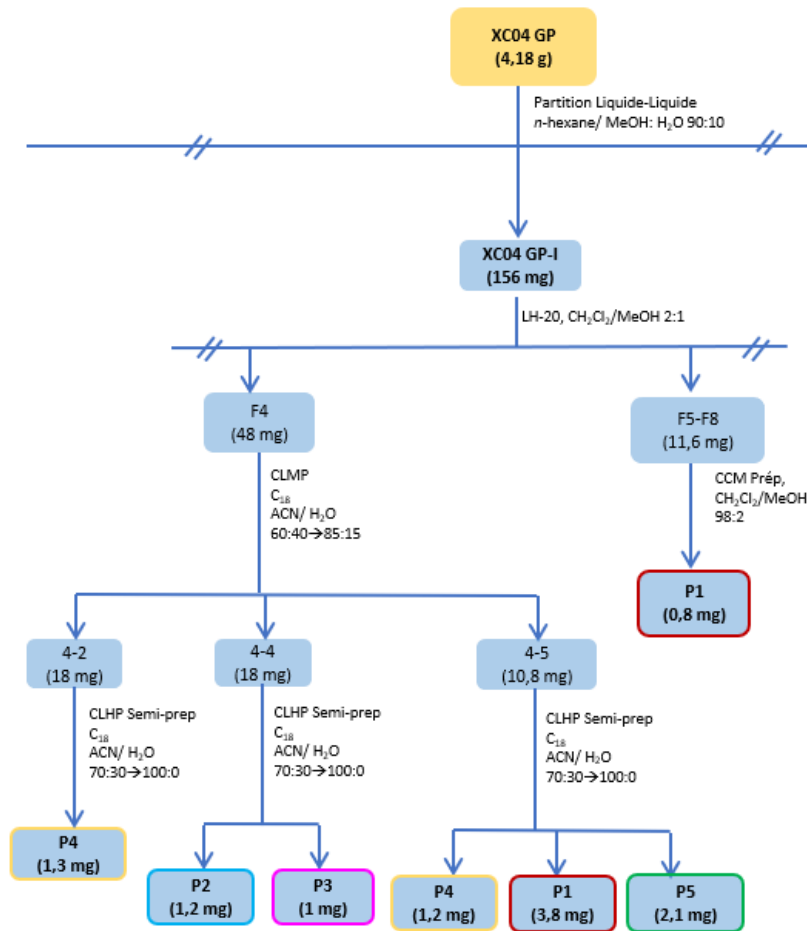 XC04 GP
(4,18 g)
Partition Liquide-Liquide
n-hexane/ MeOH: H₂O 90:10
XC04 GP-I
(156 mg)
LH-20, CH₂Cl₂/MeOH 2:1
F4
(48 mg)
F5-F8
(11,6 mg)
CLMP
C₁₈
ACN/ H₂O
60:40→85:15
CCM Prép,
CH₂Cl₂/MeOH
98:2
P1
(0,8 mg)
4-2
(18 mg)
4-4
(18 mg)
4-5
(10,8 mg)
CLHP Semi-prep
C₁₈
ACN/ H₂O
70:30→100:0
CLHP Semi-prep
C₁₈
ACN/ H₂O
70:30→100:0
CLHP Semi-prep
C₁₈
ACN/ H₂O
70:30→100:0
P4
(1,3 mg)
P2
(1,2 mg)
P3
(1 mg)
P4
(1,2 mg)
P1
(3,8 mg)
P5
(2,1 mg)